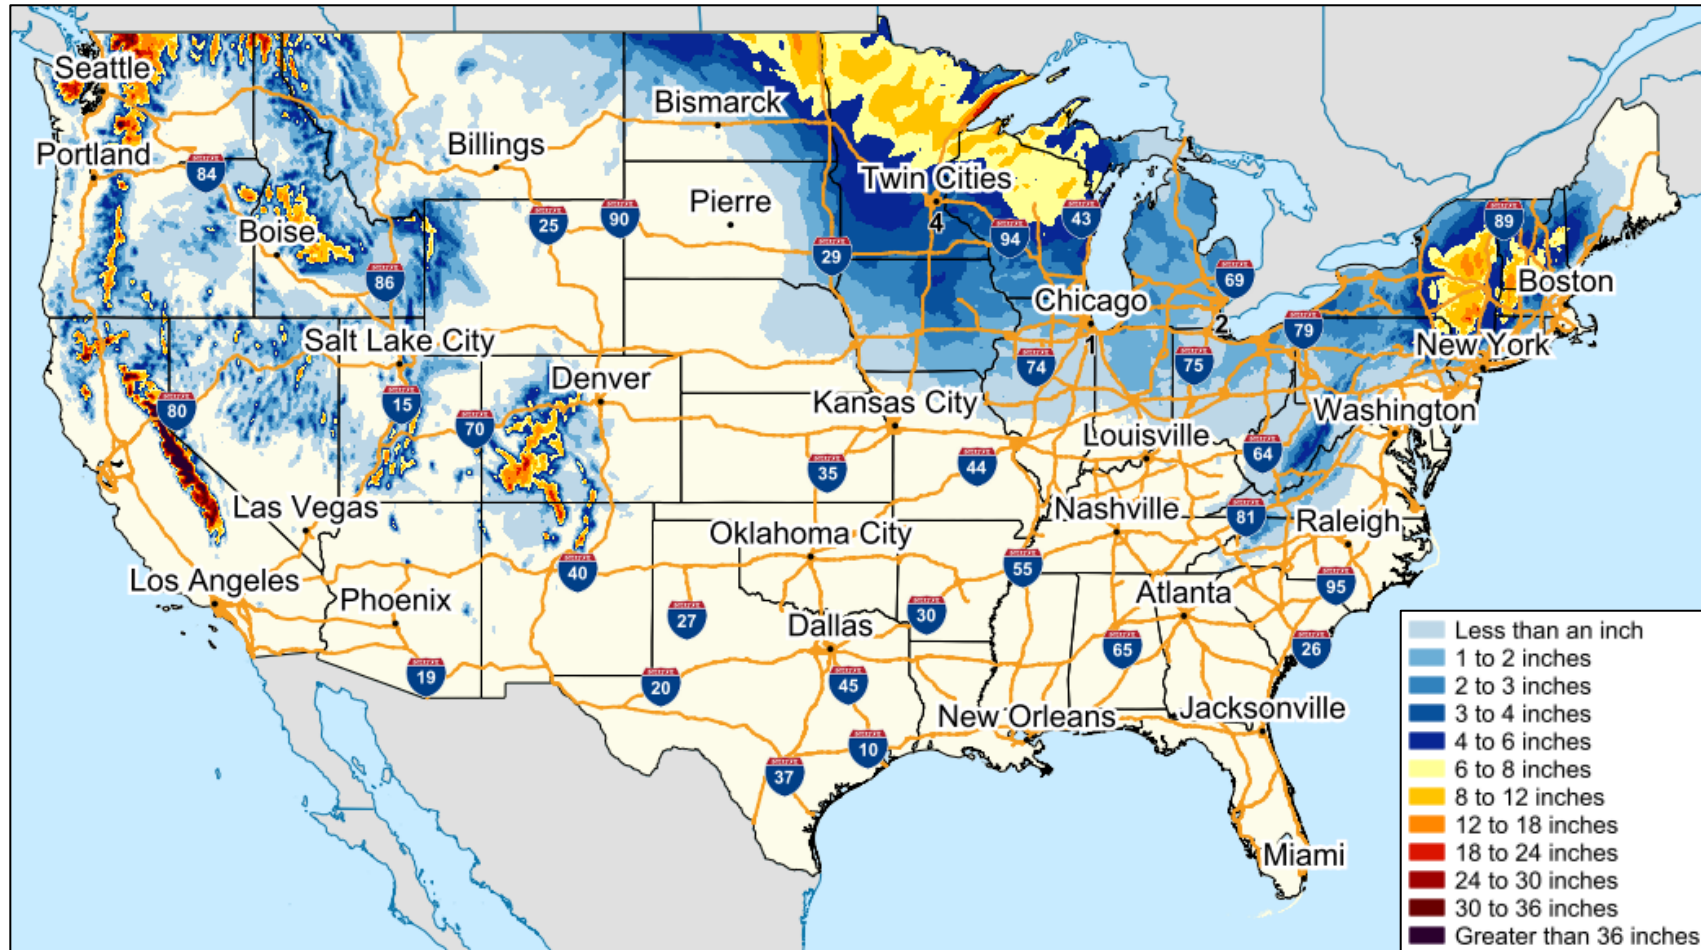 Seattle
Bismarck
Portland
Billings
84
Twin Cities
Pierre
Boise
25
90
4
43
89
94
29
86
69
Boston
Chicago
2
79
Salt Lake City
1
New York
74
75
Denver
15
80
Kansas City
Washington
70
Louisville
64
35
44
Las Vegas
Nashville
81
Raleigh
Oklahoma City
55
40
Los Angeles
95
Phoenix
Atlanta
27
30
Dallas
65
26
19
20
45
New Orleans
Jacksonville
10
37
Miami
Less than an inch
1 to 2 inches
2 to 3 inches
3 to 4 inches
4 to 6 inches
6 to 8 inches
8 to 12 inches
12 to 18 inches
18 to 24 inches
24 to 30 inches
30 to 36 inches
Greater than 36 inches